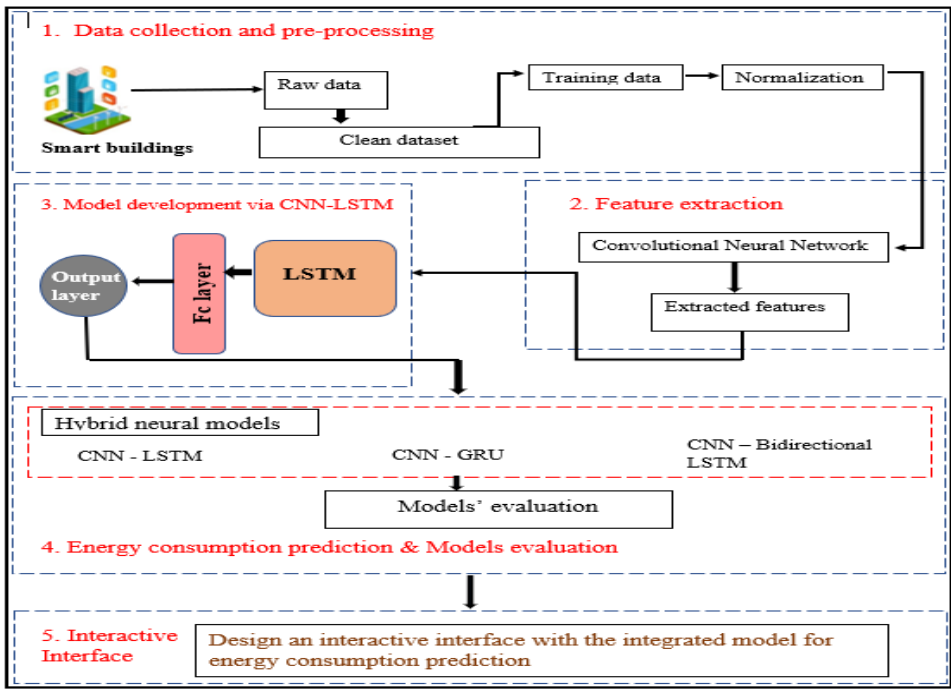 1. Data collection and pre-processing
Smart buildings
Raw data
Clean dataset
Training data
Normalization
2. Feature extraction
Convolutional Neural Network
Extracted features
3. Model development via CNN-LSTM
LSTM
Fc layer
Output
layer
Hybrid neural models
CNN - LSTM
CNN - GRU
CNN – Bidirectional
LSTM
Models’ evaluation
4. Energy consumption prediction & Models evaluation
5. Interactive
Interface
Design an interactive interface with the integrated model for
energy consumption prediction